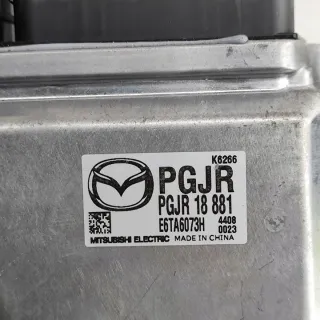 K6266
PGJR
PGJR 18 881
E6TA6073H 4408
0023
MITSUBISHI ELECTRIC MADE IN CHINA